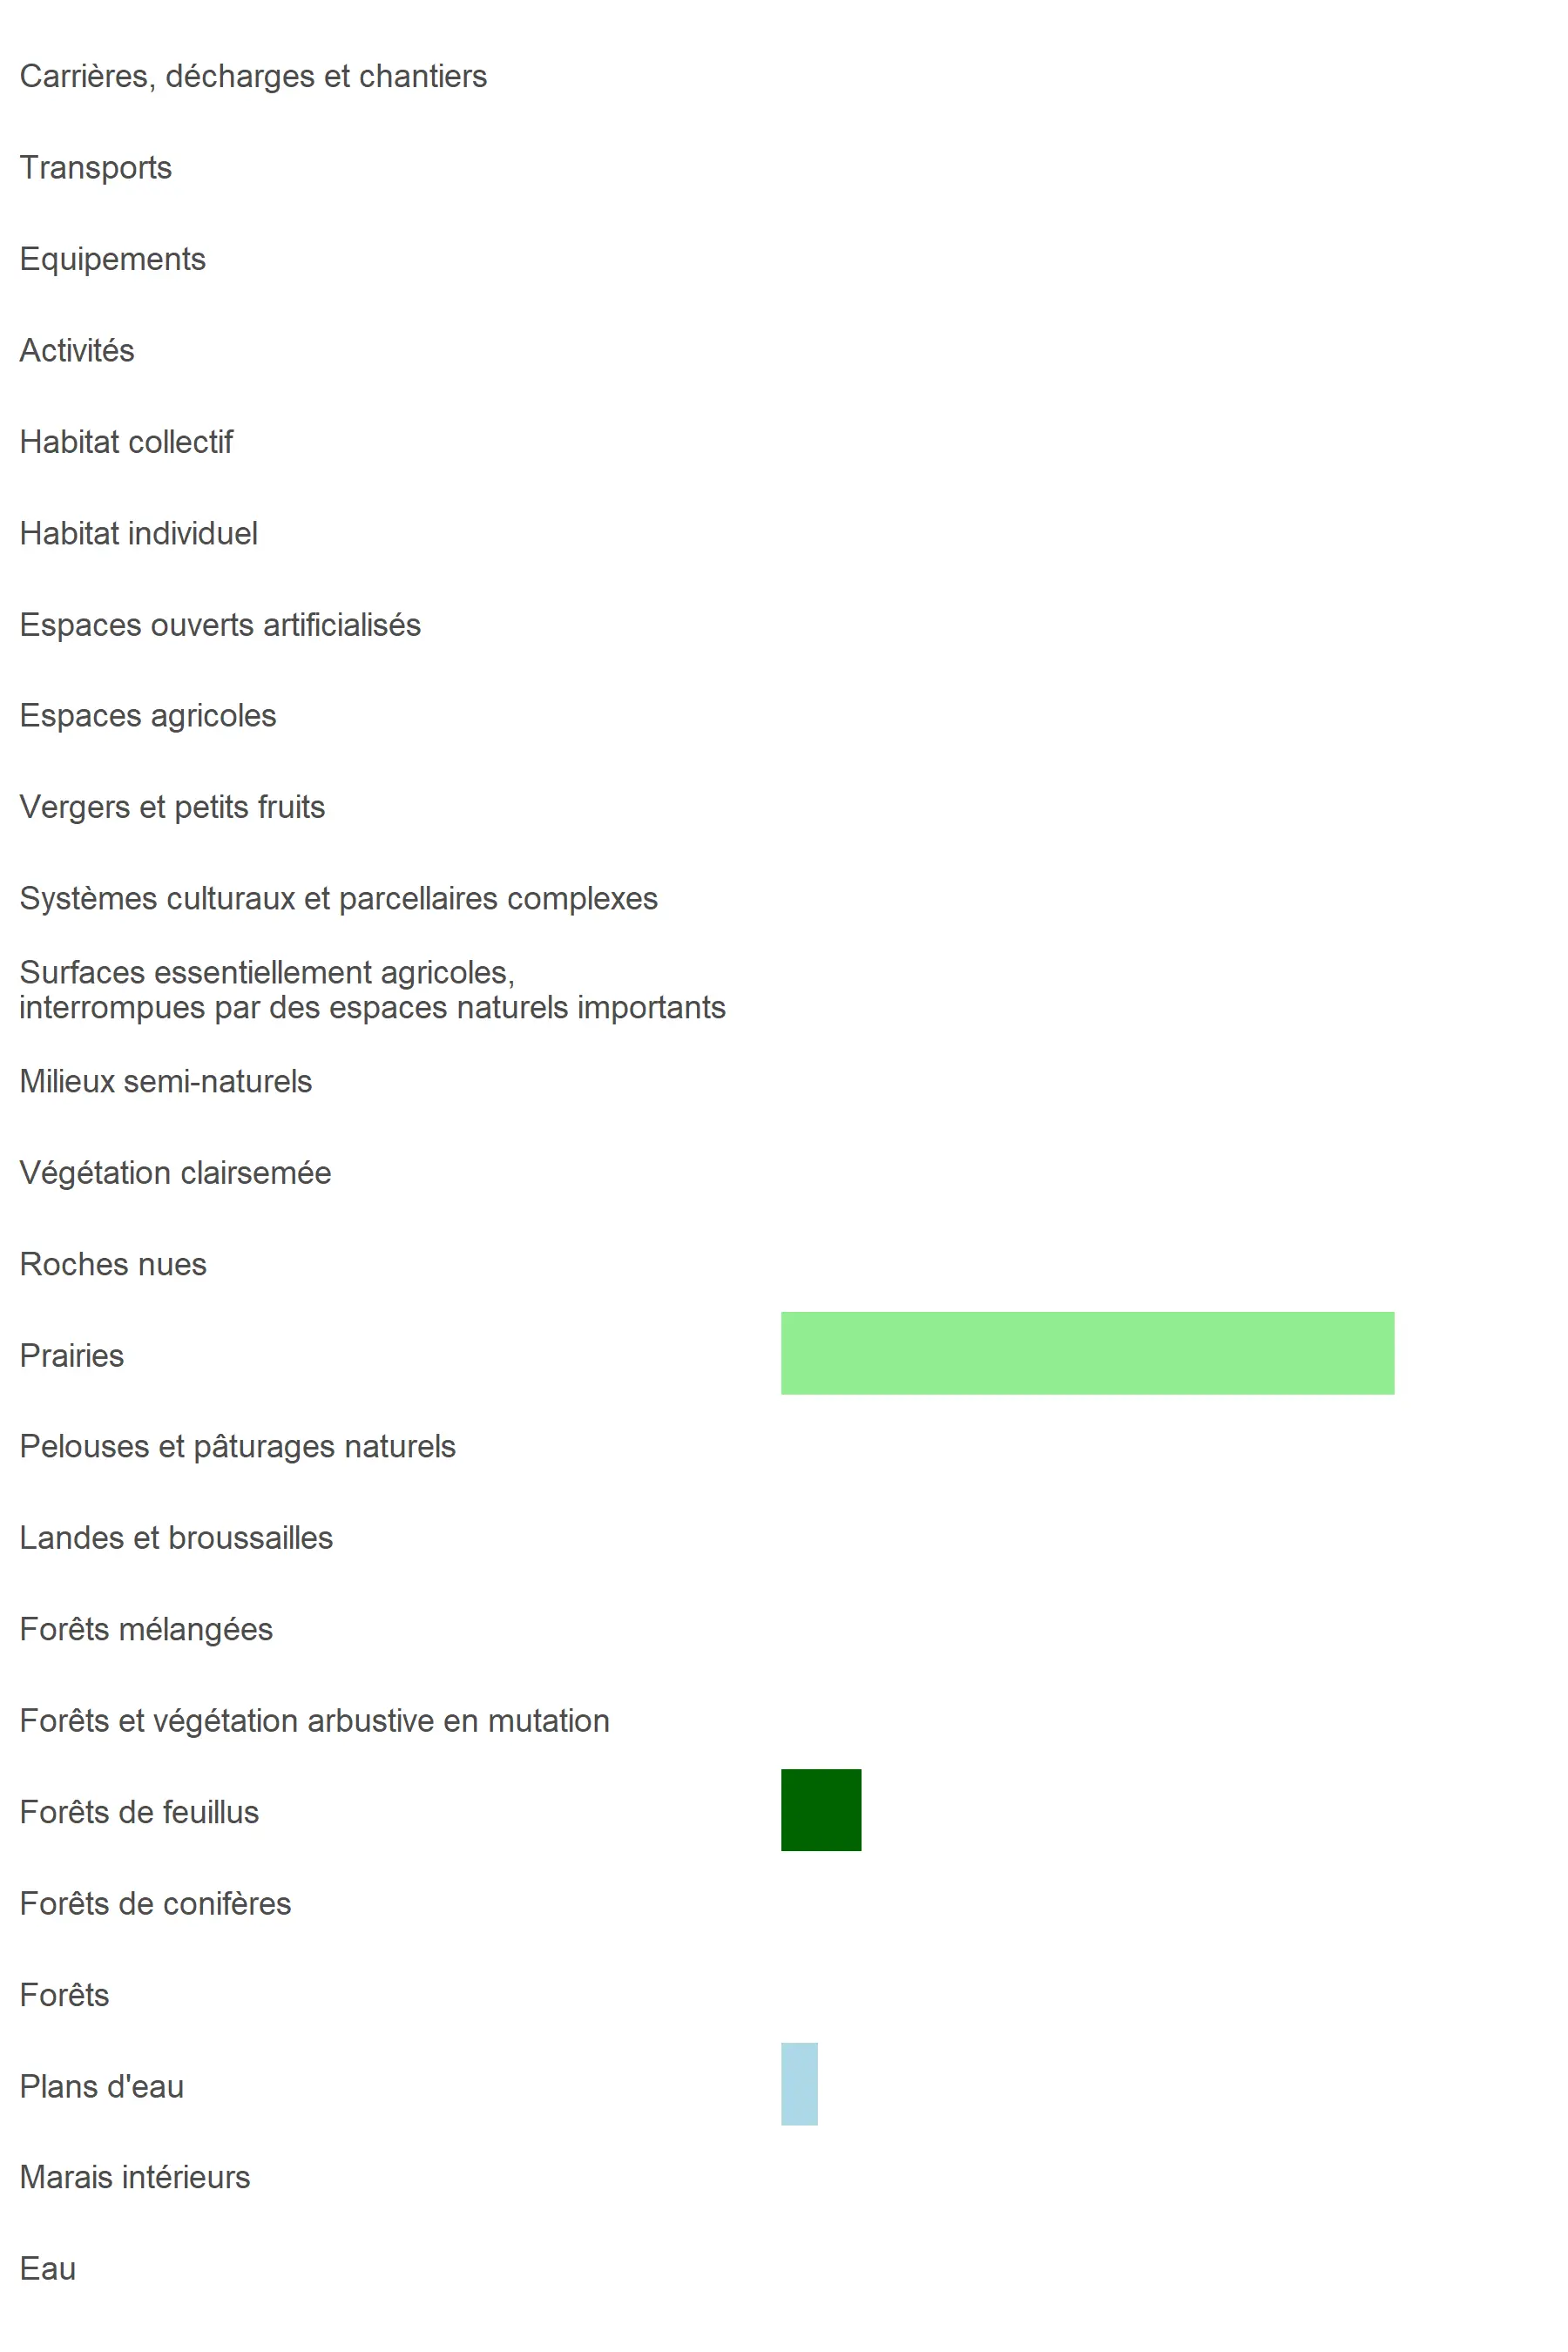 Carrières, décharges et chantiers
Transports
Equipements
Activités
Habitat collectif
Habitat individuel
Espaces ouverts artificialisés
Espaces agricoles
Vergers et petits fruits
Systèmes culturaux et parcellaires complexes
Surfaces essentiellement agricoles,
interrompues par des espaces naturels importants
Milieux semi-naturels
Végétation clairsemée
Roches nues
Prairies
Pelouses et pâturages naturels
Landes et broussailles
Forêts mélangées
Forêts et végétation arbustive en mutation
Forêts de feuillus
Forêts de conifères
Forêts
Plans d'eau
Marais intérieurs
Eau